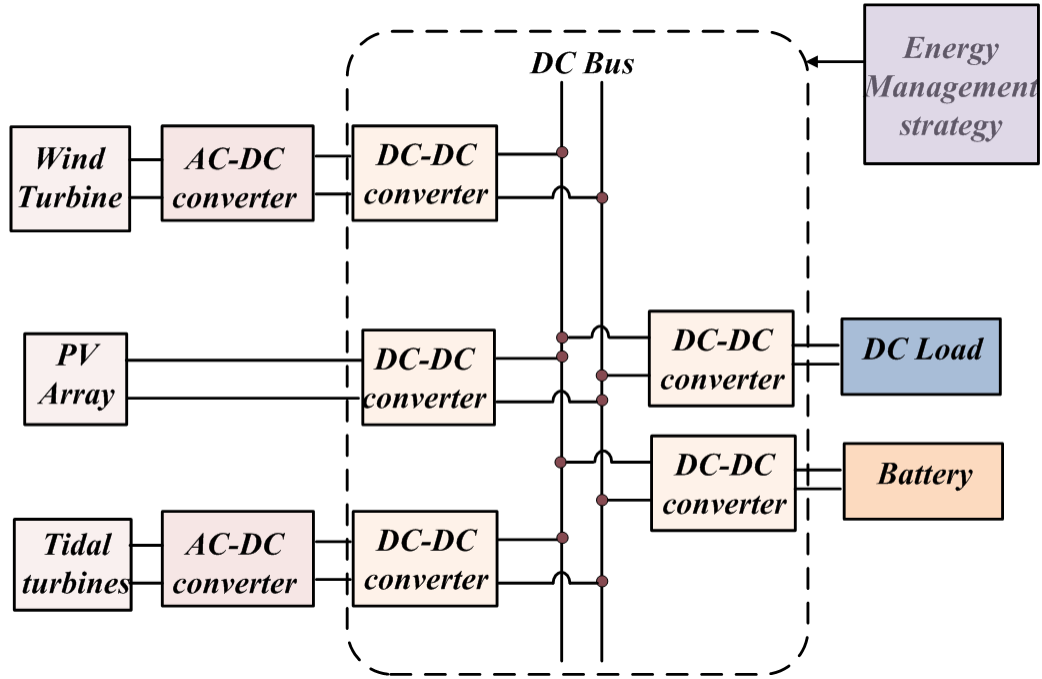 DC Bus
Energy
Management
strategy
Wind
Turbine
AC-DC
converter
DC-DC
converter
PV
Array
DC-DC
converter
DC-DC
converter
DC Load
DC-DC
converter
Battery
Tidal
turbines
AC-DC
converter
DC-DC
converter